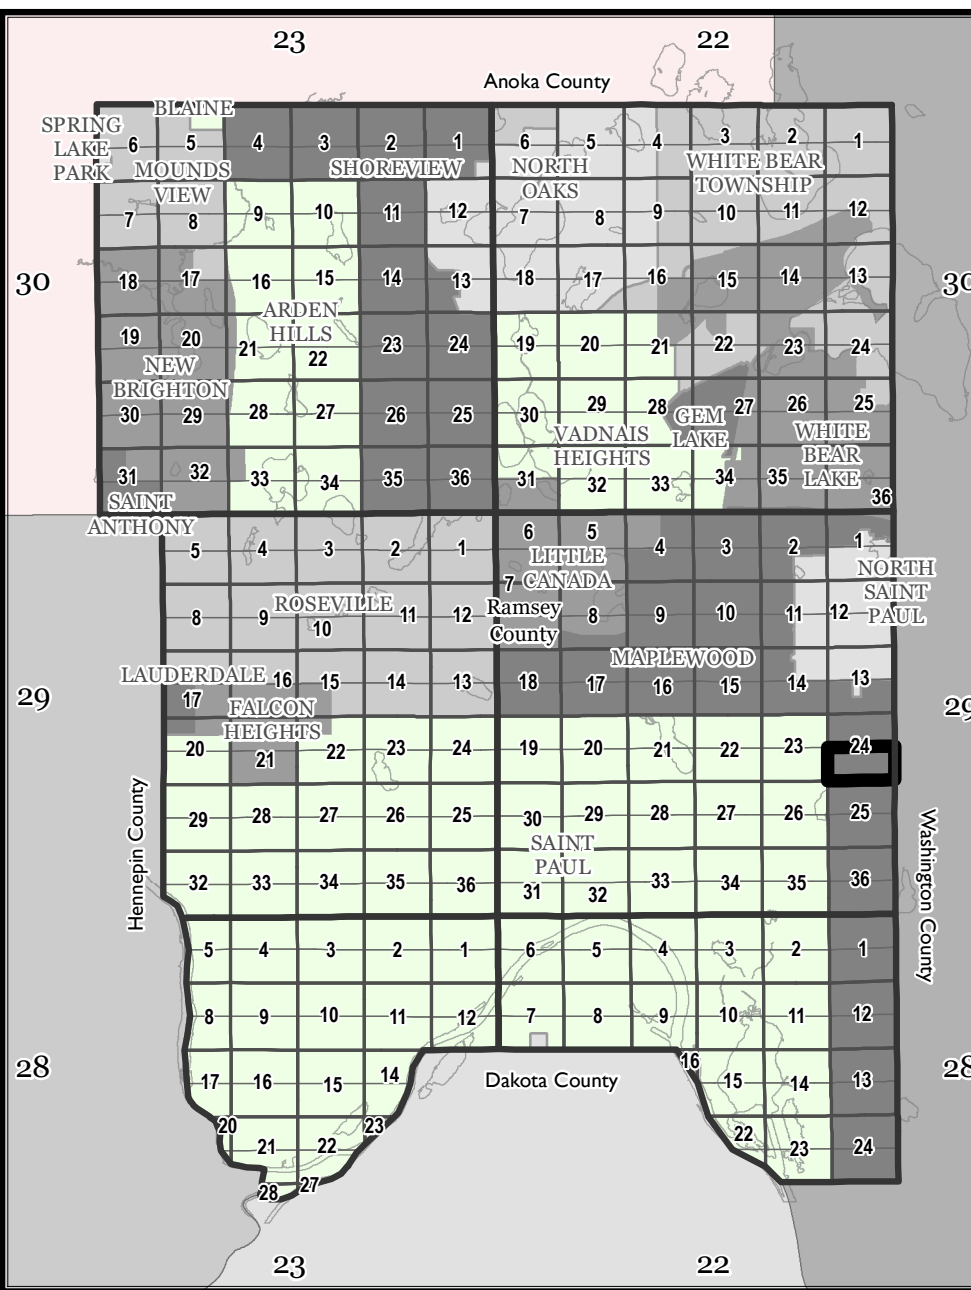 23 22
Anoka County
BLAINE
SPRING
LAKE
PARK
6 5 4 3 2 1 6 5 4 3 2 1
MOUNDS
VIEW
SHOREVIEW
NORTH
OAKS
WHITE BEAR
TOWNSHIP
7 8 9 10 11 12 7 8 9 10 11 12
30 18 17 16 15 14 13 18 17 16 15 14 13 30
ARDEN
HILLS
19 20 21 22 23 24 19 20 21 22 23 24
NEW
BRIGHTON
30 29 28 27 26 25 30 29 28 27 26 25
GEM
LAKE
VADNAIS
HEIGHTS
WHITE
BEAR
LAKE
31 32 33 34 35 36 31 32 33 34 35 36
SAINT
ANTHONY
5 4 3 2 1 6 5 4 3 2 1
LITTLE
CANADA
NORTH
SAINT
PAUL
8 9 10 11 12 7 8 9 10 11 12
ROSEVILLE
Ramsey
County
MAPLEWOOD
LAUDERDALE
29 17 16 15 14 13 18 17 16 15 14 13 29
FALCON
HEIGHTS
20 21 22 23 24 19 20 21 22 23 24
Hennepin County
29 28 27 26 25 30 29 28 27 26 25
Washington County
SAINT
PAUL
32 33 34 35 36 31 32 33 34 35 36
5 4 3 2 1 6 5 4 3 2 1
8 9 10 11 12 7 8 9 10 11 12
28 17 16 15 14 16 15 14 13 28
Dakota County
20 21 22 23 22 23 24
28 27
23 22